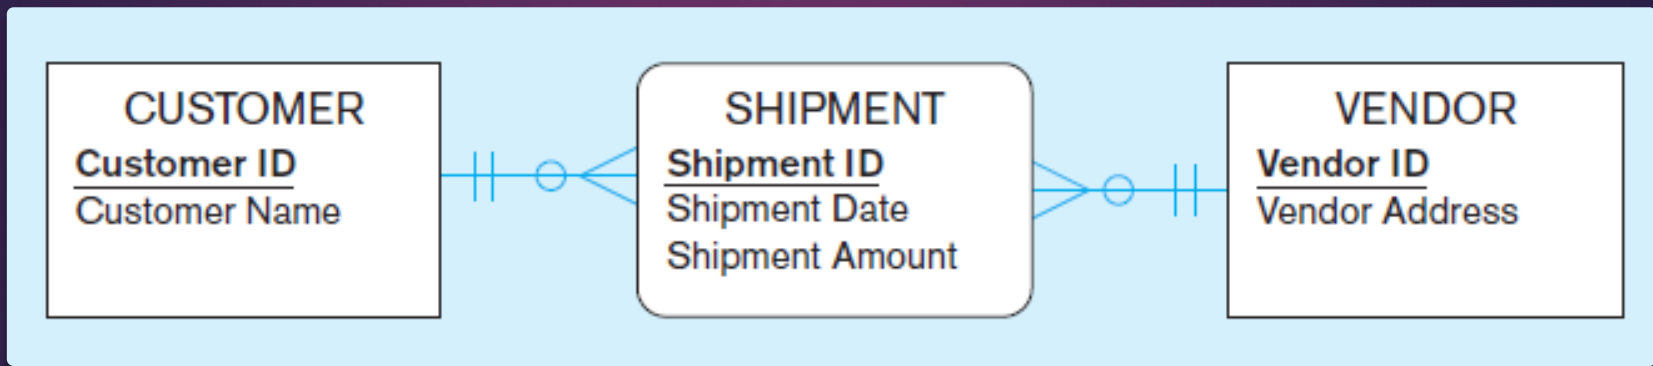 CUSTOMER
Customer ID
Customer Name
SHIPMENT
Shipment ID
Shipment Date
Shipment Amount
VENDOR
Vendor ID
Vendor Address